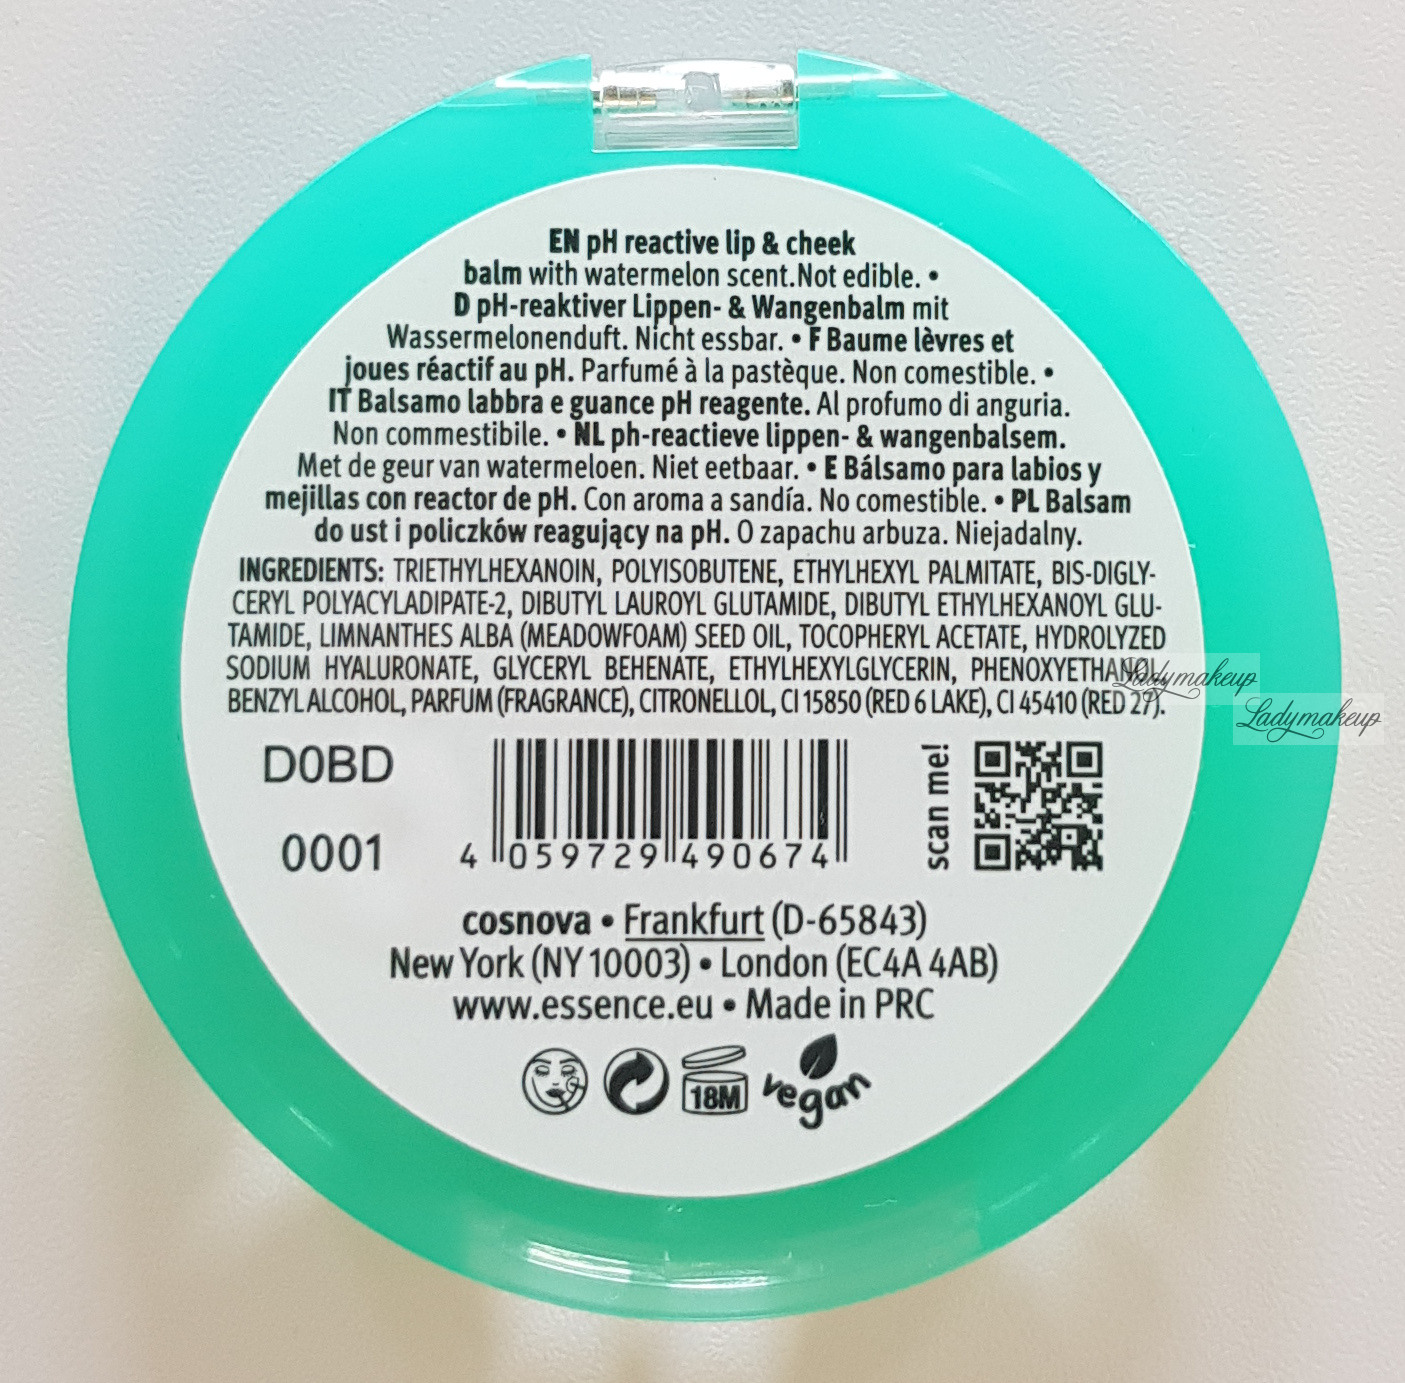 EN pH reactive lip & cheek
balm with watermelon scent.Not edible. •
D pH-reaktiver Lippen- & Wangenbalm mit
Wassermelonenduft. Nicht essbar. • F Baume lèvres et
joues réactif au pH. Parfumé à la pastèque. Non comestible. •
IT Balsamo labbra e guance pH reagente. Al profumo di anguria.
Non commestibile. • NL ph-reactieve lippen- & wangenbalsem.
Met de geur van watermeloen. Niet eetbaar. • E Bálsamo para labios y
mejillas con reactor de pH. Con aroma a sandía. No comestible. • PL Balsam
do ust i policzków reagujący na pH. O zapachu arbuza. Niejadalny.
INGREDIENTS: TRIETHYLHEXANOIN, POLYISOBUTENE, ETHYLHEXYL PALMITATE, BIS-DIGLY-
CERYL POLYACYLADIPATE-2, DIBUTYL LAUROYL GLUTAMIDE, DIBUTYL ETHYLHEXANOYL GLU-
TAMIDE, LIMNANTHES ALBA (MEADOWFOAM) SEED OIL, TOCOPHERYL ACETATE, HYDROLYZED
SODIUM HYALURONATE, GLYCERYL BEHENATE, ETHYLHEXYLGLYCERIN, PHENOXYETHANOL,
BENZYL ALCOHOL, PARFUM (FRAGRANCE), CITRONELLOL, CI 15850 (RED 6 LAKE), CI 45410 (RED 27).
Ladymakeup
Ladymakeup
D0BD
0001
4 059729 490674
scan me!
cosnova • Frankfurt (D-65843)
New York (NY 10003) • London (EC4A 4AB)
www.essence.eu • Made in PRC
18M
vegan